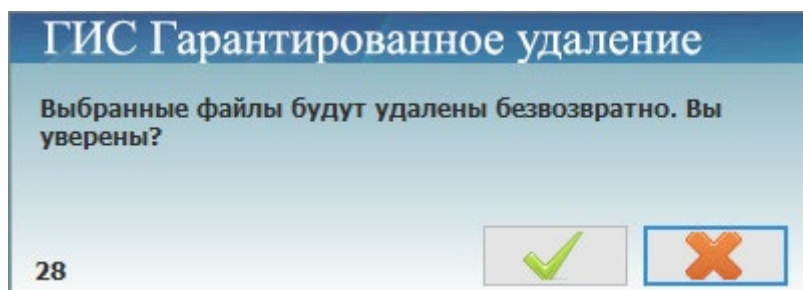 ГИС Гарантированное удаление
Выбранные файлы будут удалены безвозвратно. Вы
уверены?
28